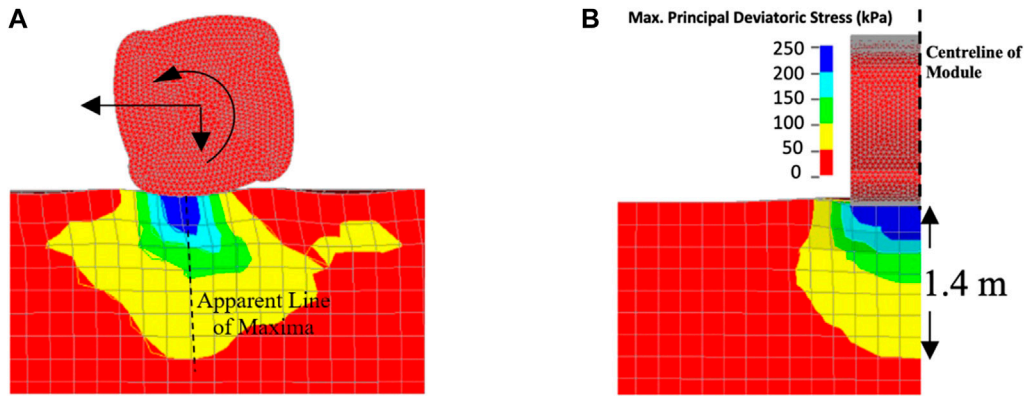 A
Apparent Line
of Maxima
B
Max. Principal Deviatoric Stress (kPa)
250
200
150
100
50
0
Centreline of
Module
1.4 m